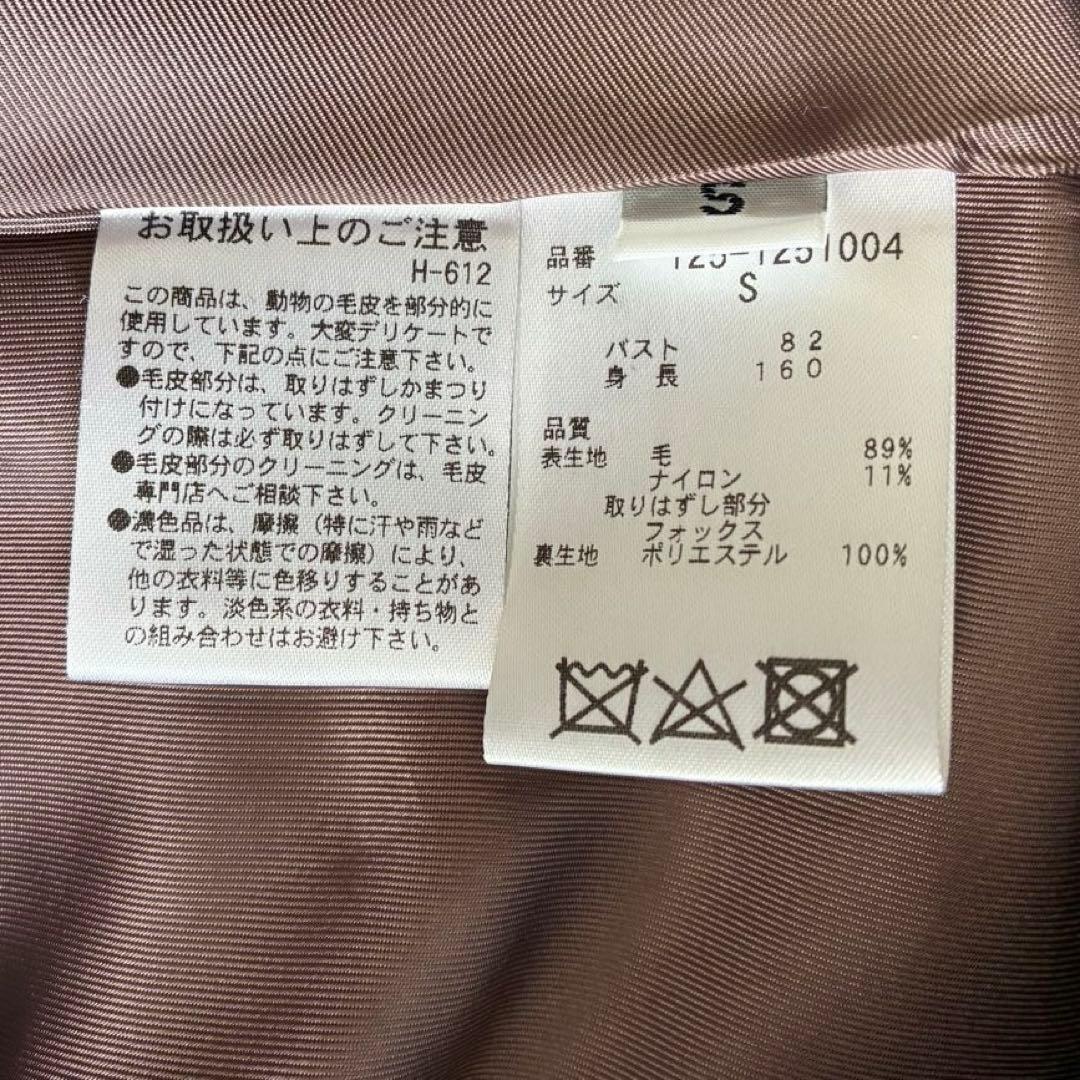 お取扱い上のご注意
H-612
この商品は、動物の毛皮を部分的に
使用しています。大変デリケートで
すので、下記の点にご注意下さい。
●毛皮部分は、取りはずしかまつり
付けになっています。クリーニン
グの際は必ず取りはずして下さい。
●毛皮部分のクリーニングは、毛皮
専門店へご相談下さい。
●濃色品は、摩擦（特に汗や雨など
で湿った状態での摩擦）により、
他の衣料等に色移りすることがあ
ります。淡色系の衣料・持ち物と
の組み合わせはお避け下さい。
品番 125-1251004
サイズ S
バスト 82
身長 160
品質
表生地 毛 89%
ナイロン 11%
取りはずし部分
フォックス
裏生地 ポリエステル 100%